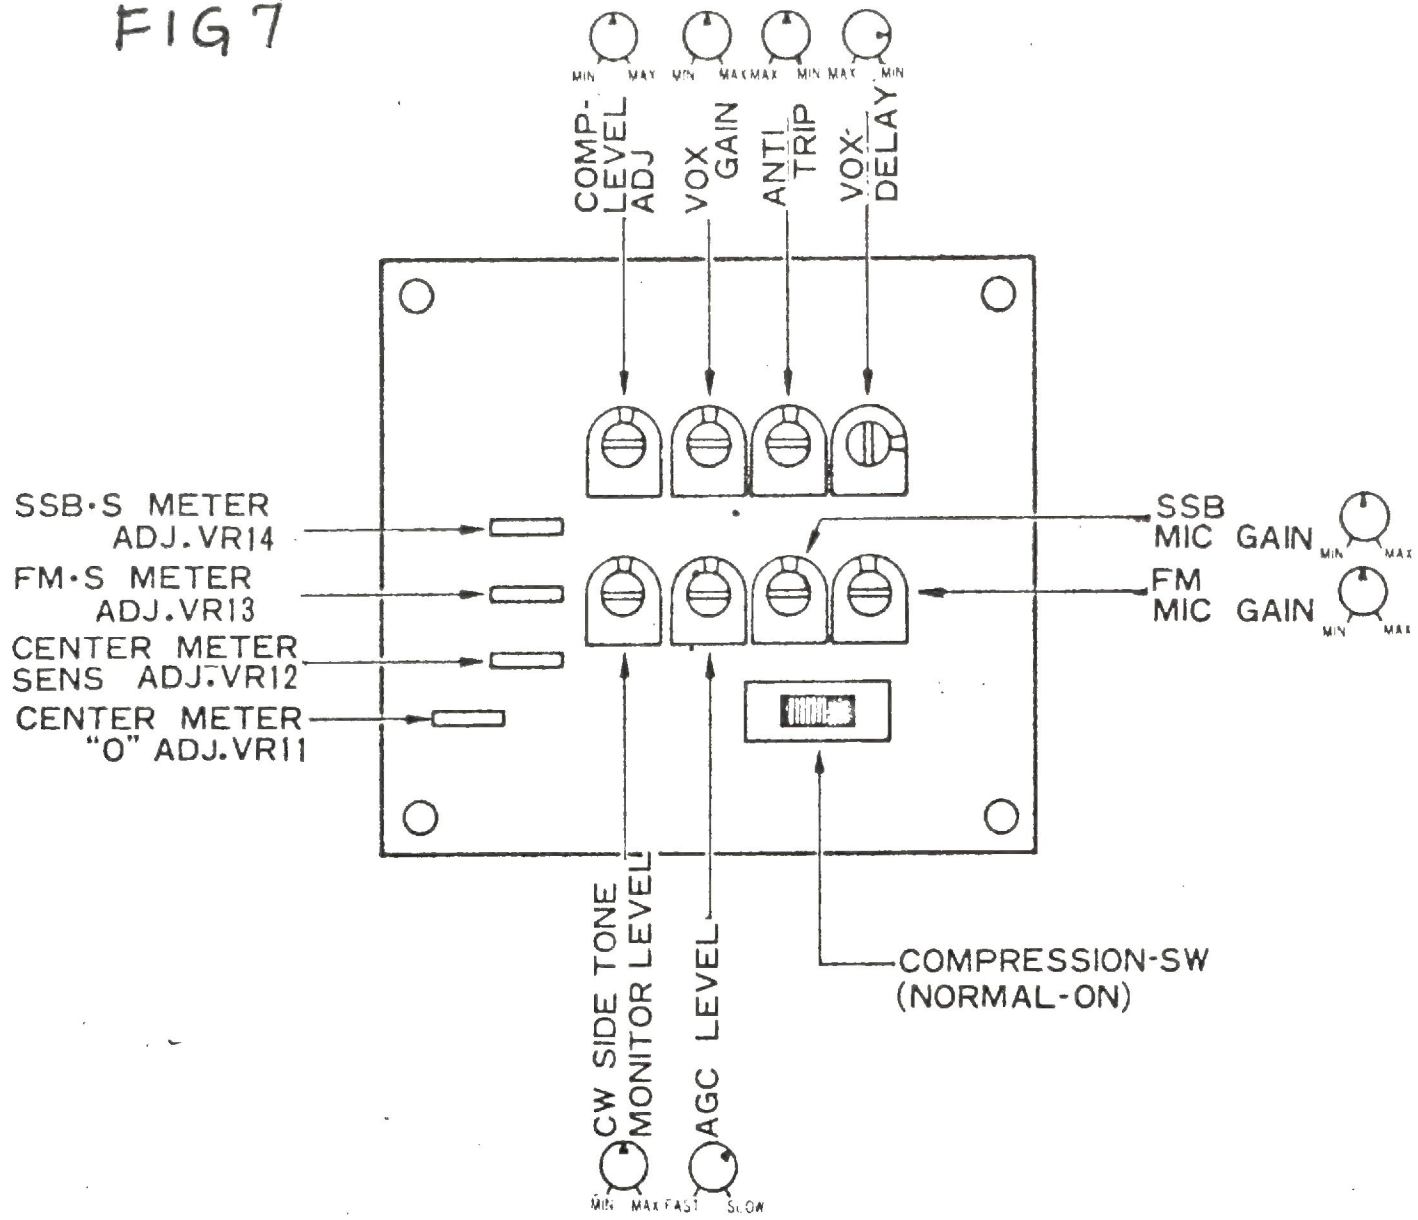 FIG 7
MIN MAX MIN MAX MAX MIN MAX MIN
COMP-
LEVEL
ADJ
VOX
GAIN
ANTI
TRIP
VOX-
DELAY
SSB·S METER
ADJ.VR14
FM·S METER
ADJ.VR13
CENTER METER
SENS ADJ.VR12
CENTER METER
"O" ADJ.VR11
SSB
MIC GAIN
MIN MAX
FM
MIC GAIN
MIN MAX
COMPRESSION-SW
(NORMAL-ON)
CW SIDE TONE
MONITOR LEVEL
AGC LEVEL
MIN MAX FAST SLOW